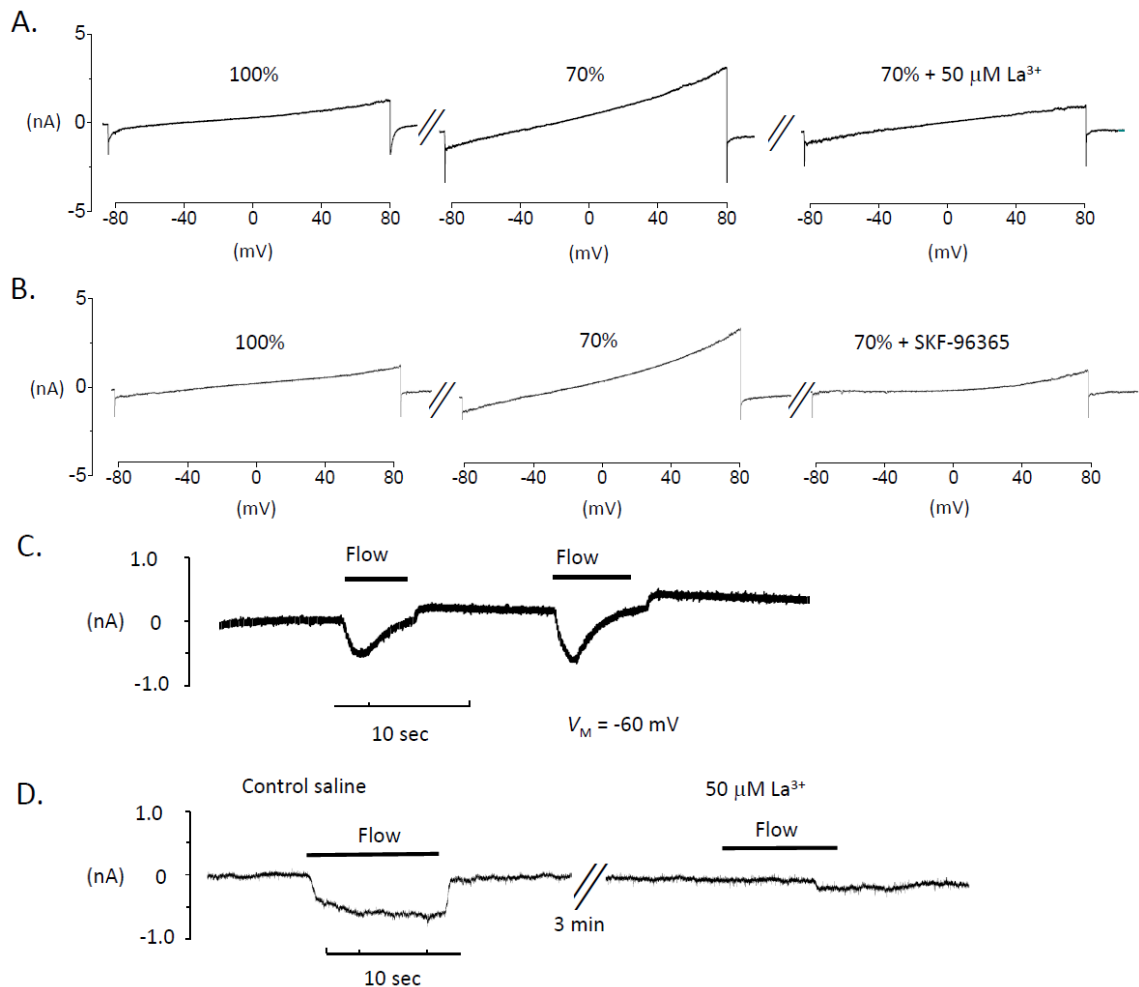 A.
5
100%
70%
70% + 50 μM La³⁺
(nA)
0
-5
-80 -40 0 40 80 -80 -40 0 40 80 -80 -40 0 40 80
(mV) (mV) (mV)
B.
5
100%
70%
70% + SKF-96365
(nA)
0
-5
-80 -40 0 40 80 -80 -40 0 40 80 -80 -40 0 40 80
(mV) (mV) (mV)
C.
1.0
Flow Flow
(nA)
0
-1.0
10 sec
V_M = -60 mV
D.
Control saline
50 μM La³⁺
1.0
Flow Flow
(nA)
0
3 min
-1.0
10 sec